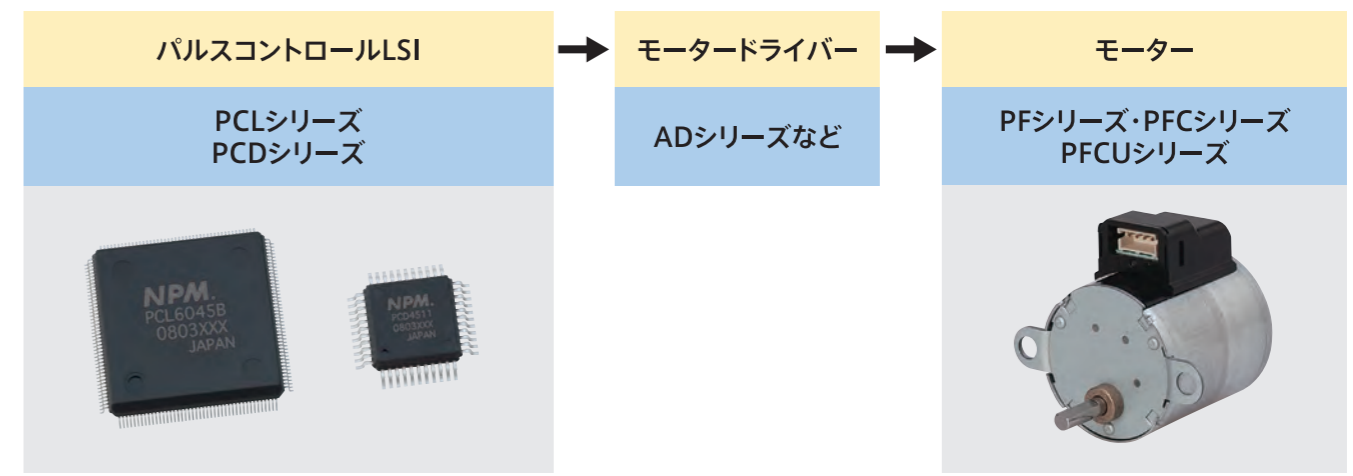 パルスコントロールLSI
モータードライバー
モーター
PCLシリーズ
PCDシリーズ
ADシリーズなど
PFシリーズ・PFCシリーズ
PFCUシリーズ
NPM.
PCL6045B
0803XXX
JAPAN
NPM.
PCD4511
0803XXX
JAPAN